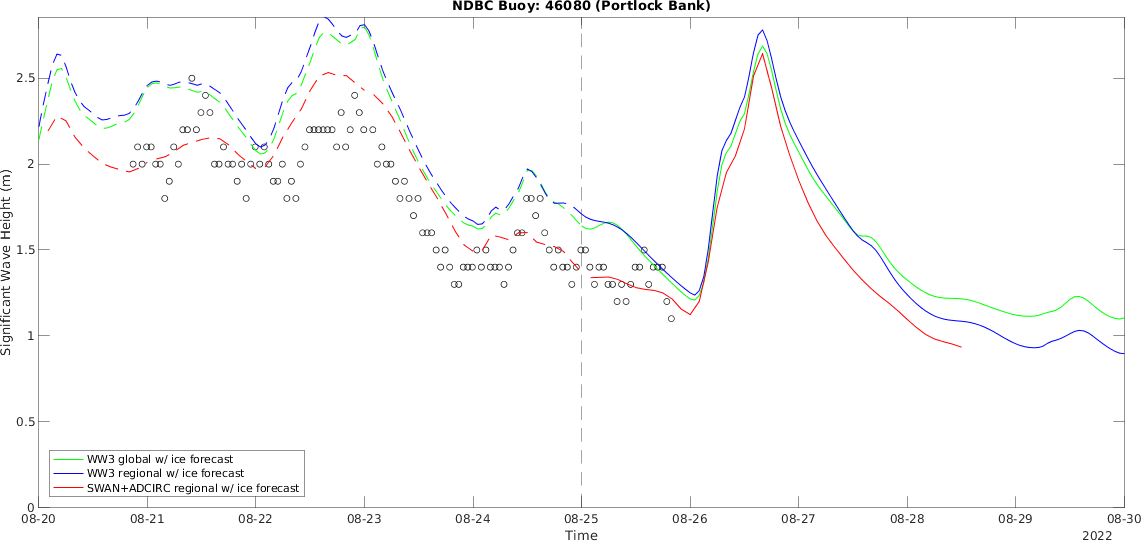 NDBC Buoy: 46080 (Portlock Bank)
Significant Wave Height (m)
2.5
2
1.5
1
0.5
0
WW3 global w/ ice forecast
WW3 regional w/ ice forecast
SWAN+ADCIRC regional w/ ice forecast
08-20 08-21 08-22 08-23 08-24 08-25 08-26 08-27 08-28 08-29 08-30
Time
2022